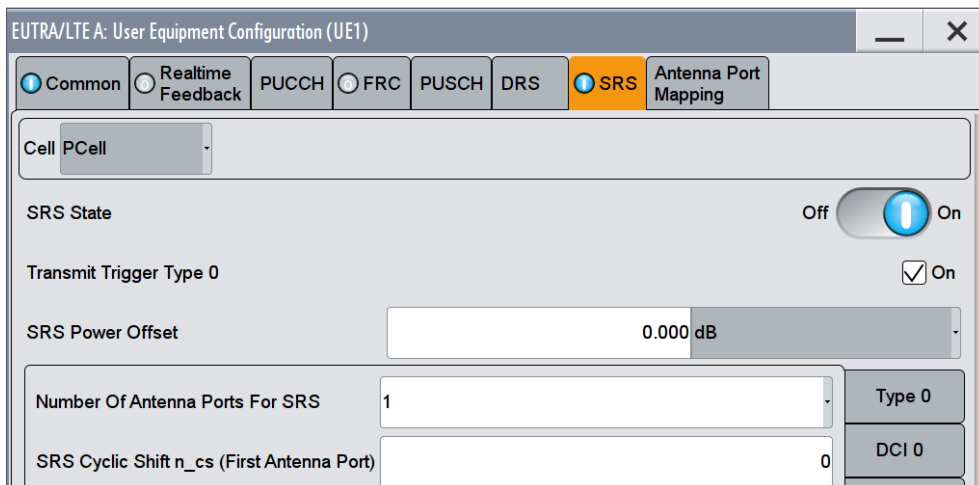 EUTRA/LTE A: User Equipment Configuration (UE1)
Common
Realtime
Feedback
PUCCH
FRC
PUSCH
DRS
SRS
Antenna Port
Mapping
Cell PCell
SRS State
Off
On
Transmit Trigger Type 0
On
SRS Power Offset
0.000 dB
Number Of Antenna Ports For SRS
1
Type 0
SRS Cyclic Shift n_cs (First Antenna Port)
0
DCI 0